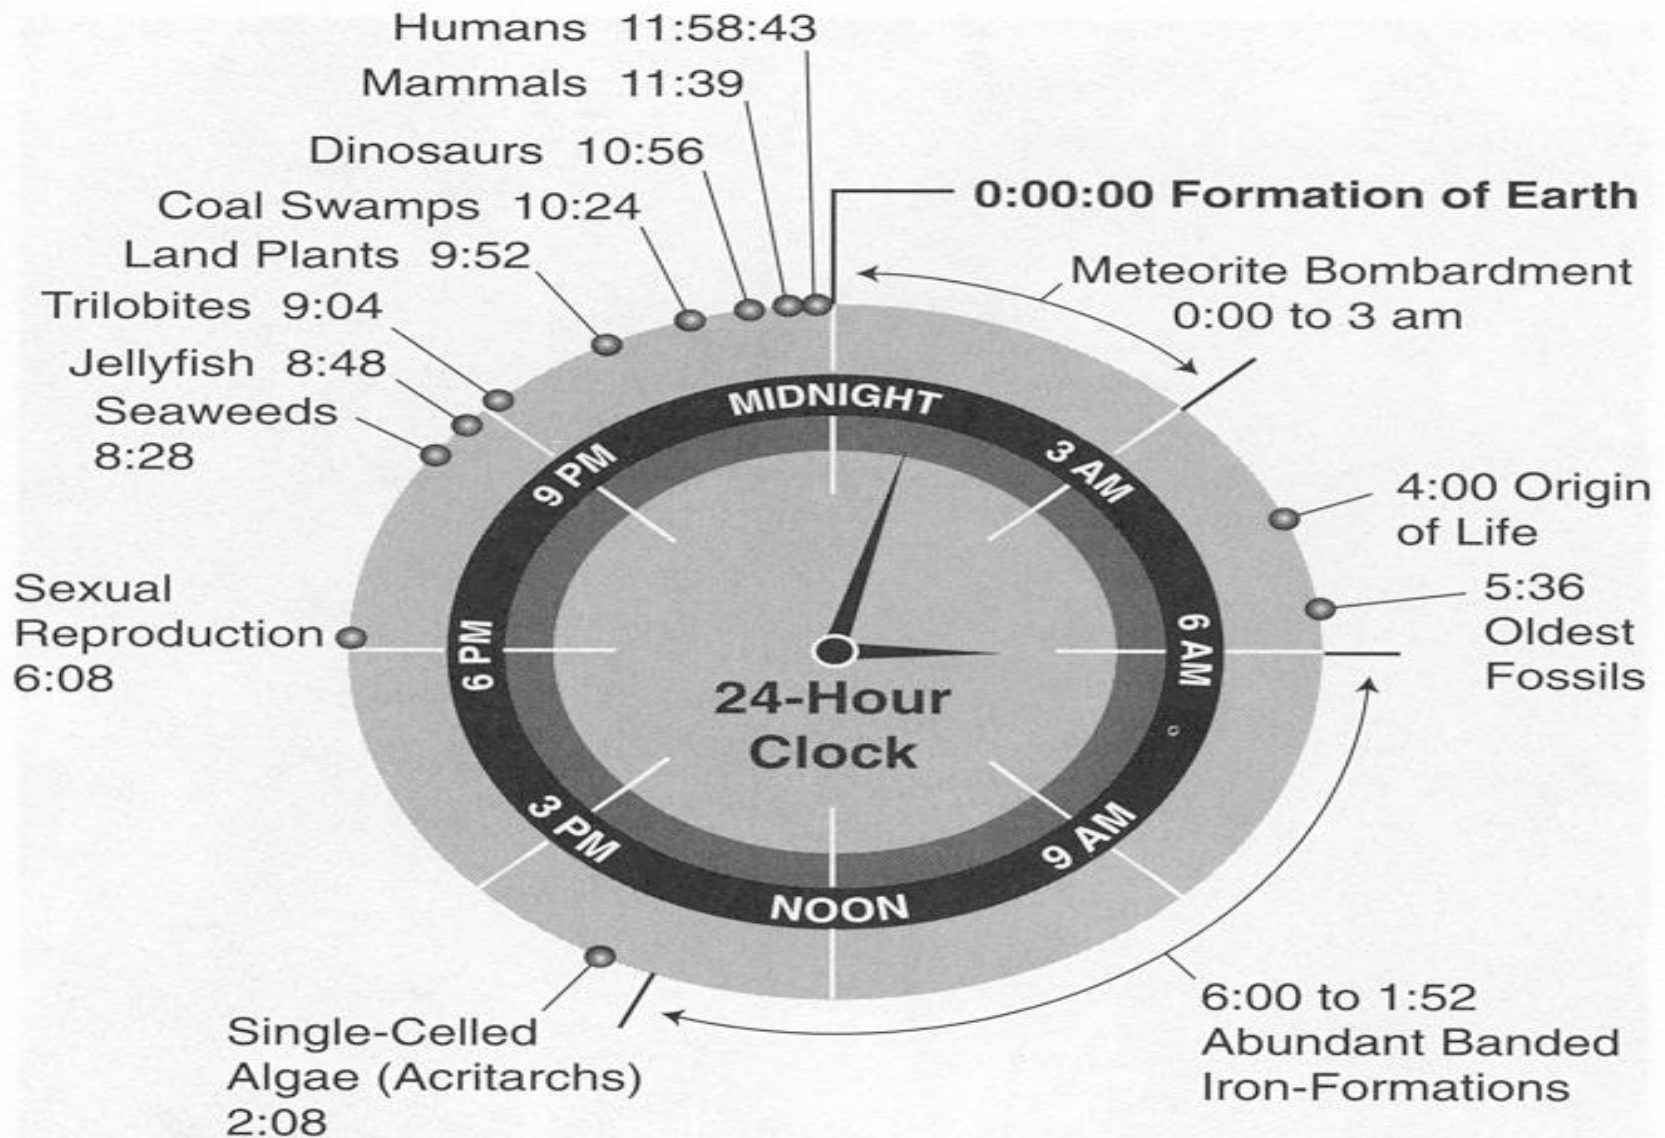 Humans 11:58:43
Mammals 11:39
Dinosaurs 10:56
Coal Swamps 10:24
Land Plants 9:52
Trilobites 9:04
Jellyfish 8:48
Seaweeds
8:28
Sexual
Reproduction
6:08
Single-Celled
Algae (Acritarchs)
2:08
0:00:00 Formation of Earth
Meteorite Bombardment
0:00 to 3 am
4:00 Origin
of Life
5:36
Oldest
Fossils
6:00 to 1:52
Abundant Banded
Iron-Formations
MIDNIGHT
3 AM
6 AM
9 AM
NOON
3 PM
6 PM
9 PM
24-Hour
Clock